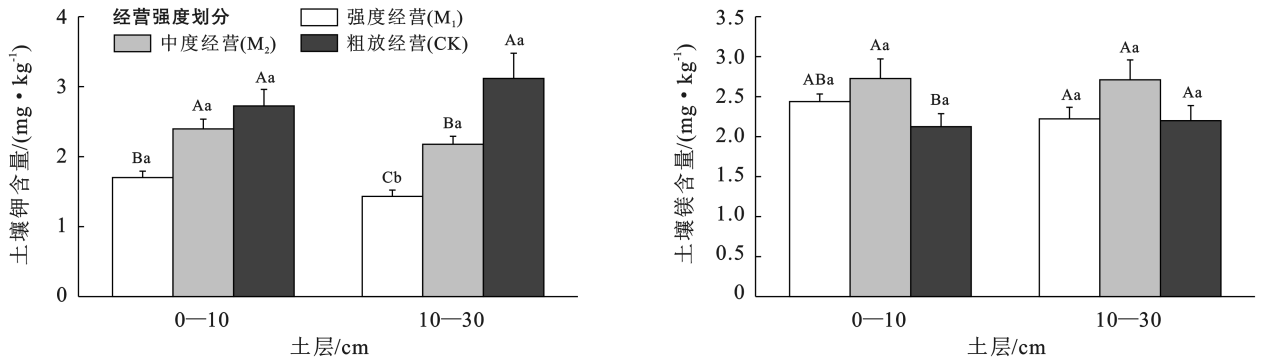 经营强度划分
强度经营(M₁)
中度经营(M₂)
粗放经营(CK)
土壤钾含量/(mg·kg⁻¹)
4
3
2
1
0
Ba
Aa
Aa
Cb
Ba
Aa
0—10
10—30
土层/cm
土壤镁含量/(mg·kg⁻¹)
3.5
3.0
2.5
2.0
1.5
1.0
0.5
0
ABa
Aa
Ba
Aa
Aa
Aa
0—10
10—30
土层/cm